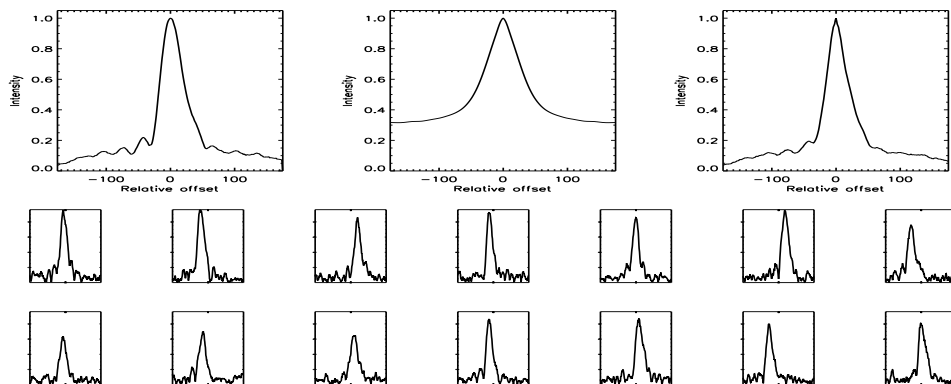 1.0 1.0 1.0
0.8 0.8 0.8
0.6 0.6 0.6
Intensity Intensity Intensity
0.4 0.4 0.4
0.2 0.2 0.2
0.0 0.0 0.0
−100 0 100 −100 0 100 −100 0 100
Relative offset Relative offset Relative offset